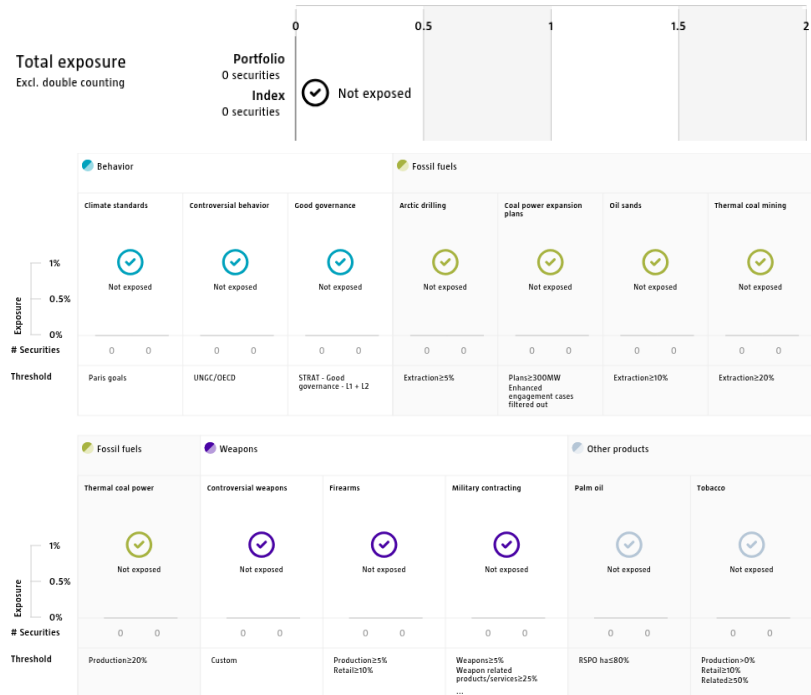 0 0.5 1 1.5 2
Total exposure
Excl. double counting
Portfolio
0 securities
Index
0 securities
Not exposed
Behavior
Fossil fuels
Climate standards
Controversial behavior
Good governance
Arctic drilling
Coal power expansion
plans
Oil sands
Thermal coal mining
Exposure
1%
0.5%
0%
Not exposed
Not exposed
Not exposed
Not exposed
Not exposed
Not exposed
Not exposed
# Securities
0 0
0 0
0 0
0 0
0 0
0 0
0 0
Threshold
Paris goals
UNGC/OECD
STRAT - Good
governance - L1 + L2
Extraction≥5%
Plans≥300MW
Enhanced
engagement cases
filtered out
Extraction≥10%
Extraction≥20%
Fossil fuels
Weapons
Other products
Thermal coal power
Controversial weapons
Firearms
Military contracting
Palm oil
Tobacco
Exposure
1%
0.5%
0%
Not exposed
Not exposed
Not exposed
Not exposed
Not exposed
Not exposed
# Securities
0 0
0 0
0 0
0 0
0 0
0 0
Threshold
Production≥20%
Custom
Production≥5%
Retail≥10%
Weapons≥5%
Weapon related
products/services≥25%
...
RSPO ha≤80%
Production>0%
Retail≥10%
Related≥50%